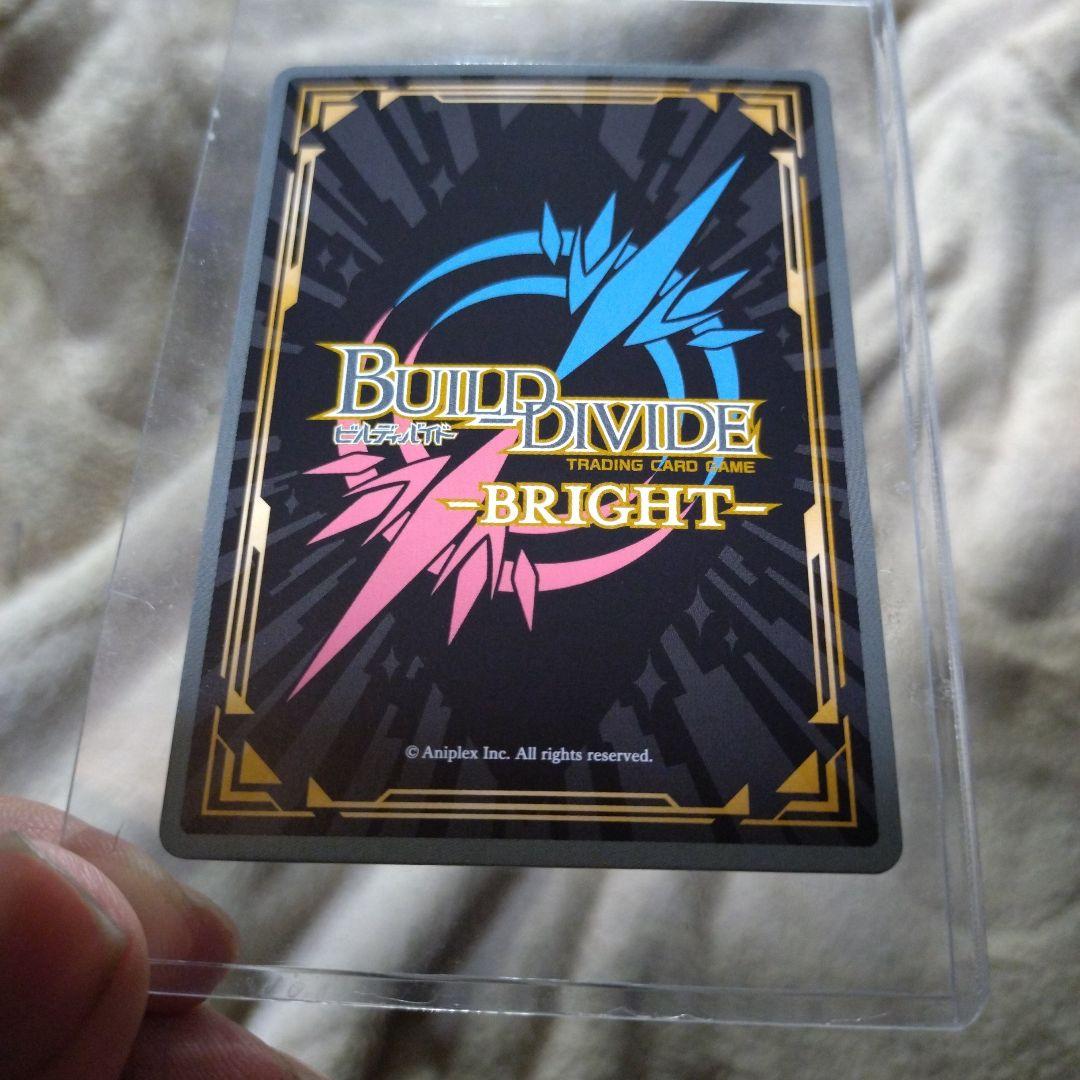 BUILD DIVIDE
ビルディバイド
TRADING CARD GAME
-BRIGHT-
© Aniplex Inc. All rights reserved.